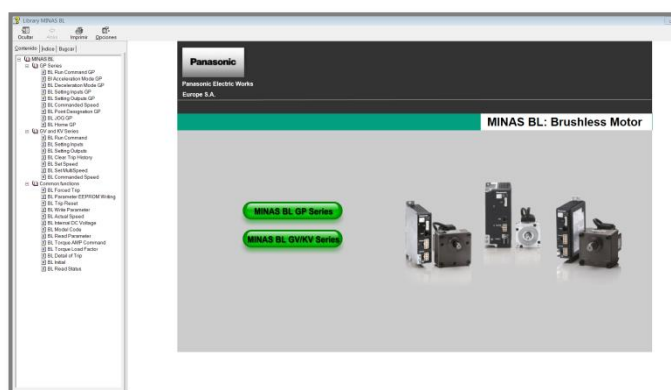 Library MINAS BL
Ocultar Atrás Imprimir Opciones
Contenido Índice Buscar
MINAS BL
GP Series
BL Run Command GP
Bl Acceleration Mode GP
BL Deceleration Mode GP
BL Setting Inputs GP
BL Setting Outputs GP
BL Commanded Speed
BL Point Designation GP
BL JOG GP
BL Home GP
GV and KV Series
BL Run Command
BL Setting Inputs
BL Setting Outputs
BL Clear Trip History
BL Set Speed
BL Set MultiSpeed
BL Commanded Speed
Common functions
BL Forced Trip
BL Parameter EEPROM Writing
BL Trip Reset
BL Write Parameter
BL Actual Speed
BL Internal DC Voltage
BL Model Code
BL Read Parameter
BL Torque AMP Command
BL Torque Load Factor
BL Detail of Trip
BL Initial
BL Read Status
Panasonic
Panasonic Electric Works
Europe S.A.
MINAS BL: Brushless Motor
MINAS BL GP Series
MINAS BL GV/KV Series